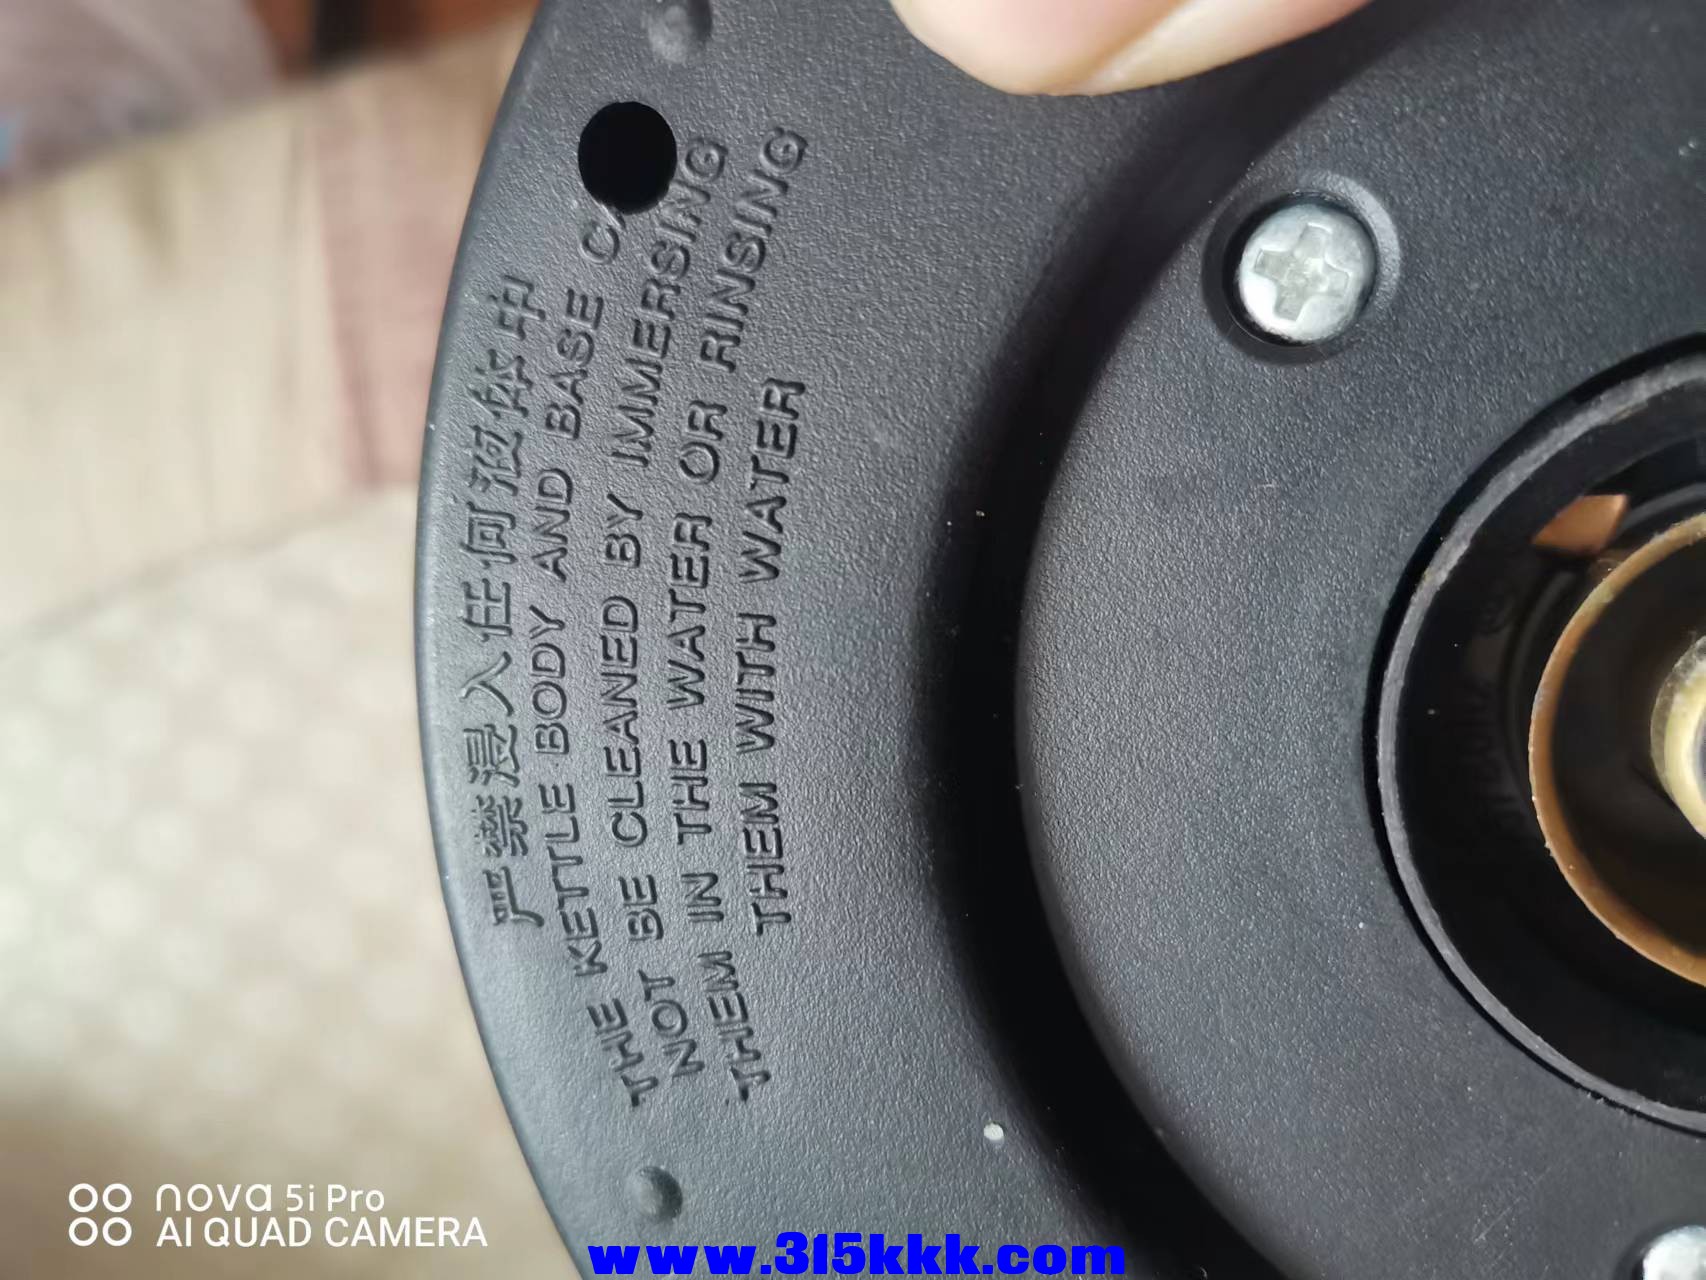 严禁浸入任何液体中
THE KETTLE BODY AND BASE
NOT BE CLEANED BY IMMERSING
THEM IN THE WATER OR RINSING
THEM WITH WATER
nova 5i Pro
AI QUAD CAMERA
www.315kkk.com